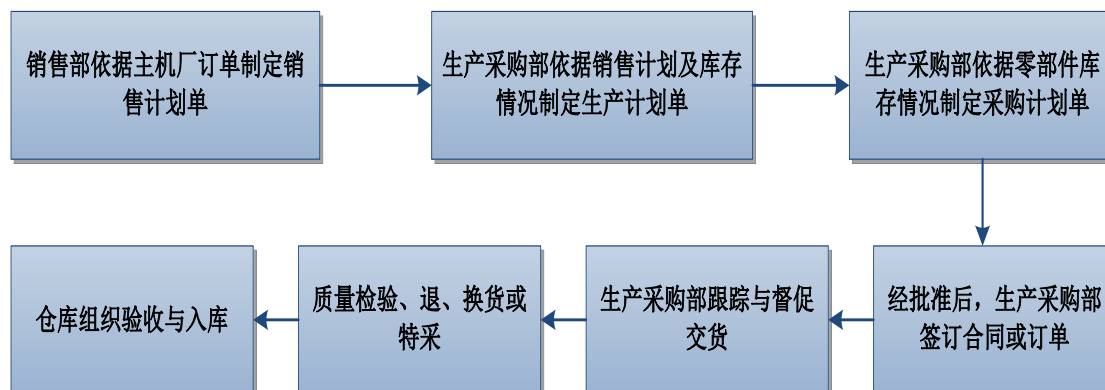 销售部依据主机厂订单制定销
售计划单
生产采购部依据销售计划及库存
情况制定生产计划单
生产采购部依据零部件库
存情况制定采购计划单
经批准后，生产采购部
签订合同或订单
生产采购部跟踪与督促
交货
质量检验、退、换货或
特采
仓库组织验收与入库